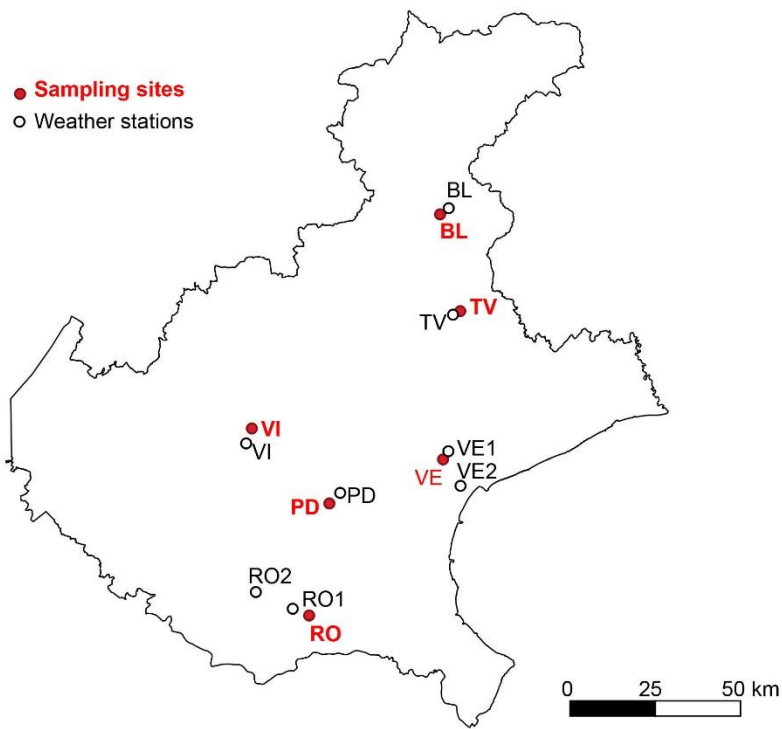 Sampling sites
Weather stations
BL
BL
TV
TV
VI
VI
VE1
VE
VE2
PD
PD
RO2
RO1
RO
0 25 50 km